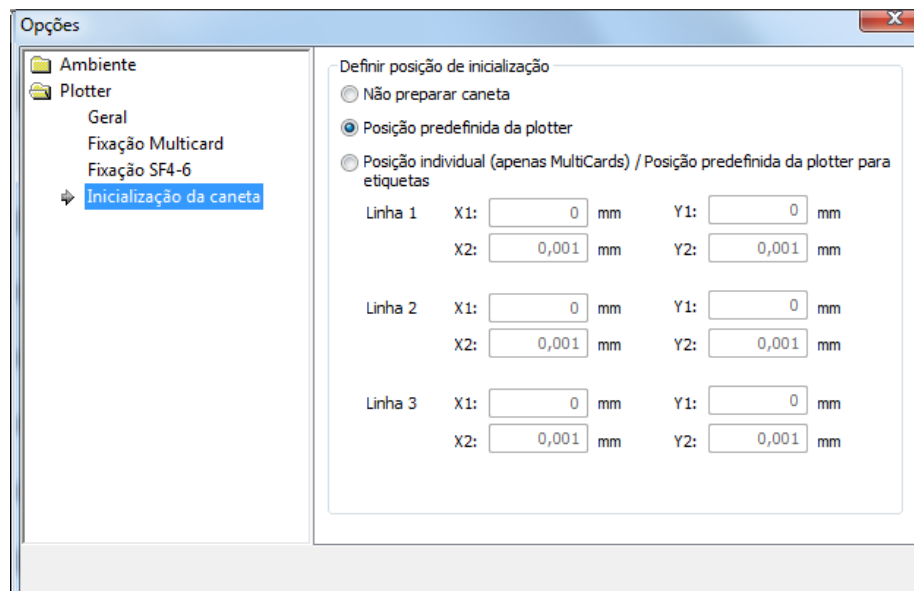 Opções
Ambiente
Plotter
Geral
Fixação Multicard
Fixação SF4-6
Inicialização da caneta
Definir posição de inicialização
Não preparar caneta
Posição predefinida da plotter
Posição individual (apenas MultiCards) / Posição predefinida da plotter para
etiquetas
Linha 1 X1: 0 mm Y1: 0 mm
X2: 0,001 mm Y2: 0,001 mm
Linha 2 X1: 0 mm Y1: 0 mm
X2: 0,001 mm Y2: 0,001 mm
Linha 3 X1: 0 mm Y1: 0 mm
X2: 0,001 mm Y2: 0,001 mm